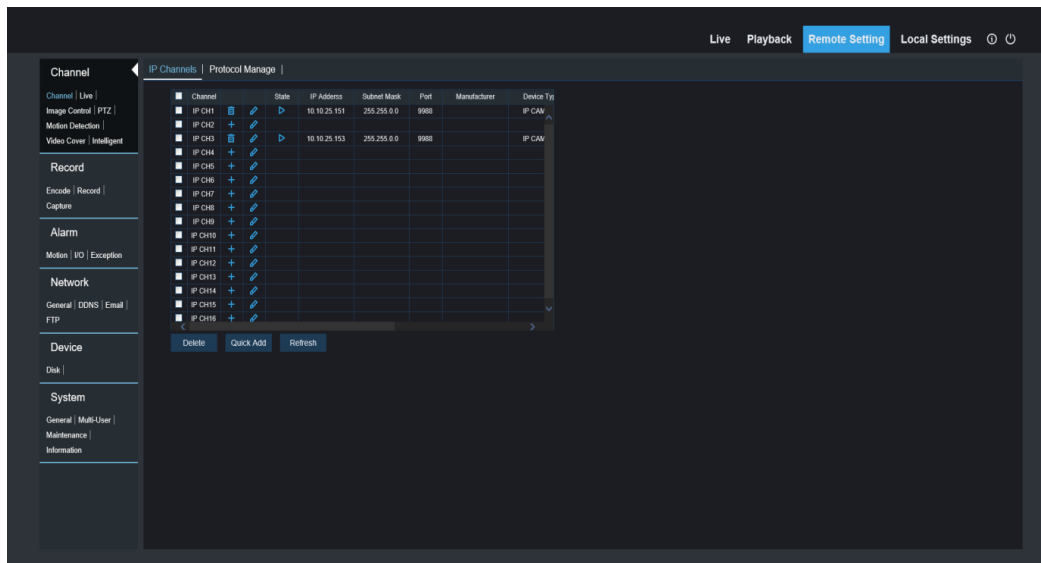 Live Playback Remote Setting Local Settings
Channel
Channel | Live |
Image Control | PTZ |
Motion Detection |
Video Cover | Intelligent
Record
Encode | Record |
Capture
Alarm
Motion | I/O | Exception
Network
General | DDNS | Email |
FTP
Device
Disk |
System
General | Multi-User |
Maintenance |
Information
IP Channels | Protocol Manage |
Channel State IP Adderss Subnet Mask Port Manufacturer Device Typ
IP CH1 10.10.25.151 255.255.0.0 9988 IP CAM
IP CH2
IP CH3 10.10.25.153 255.255.0.0 9988 IP CAM
IP CH4
IP CH5
IP CH6
IP CH7
IP CH8
IP CH9
IP CH10
IP CH11
IP CH12
IP CH13
IP CH14
IP CH15
IP CH16
Delete Quick Add Refresh